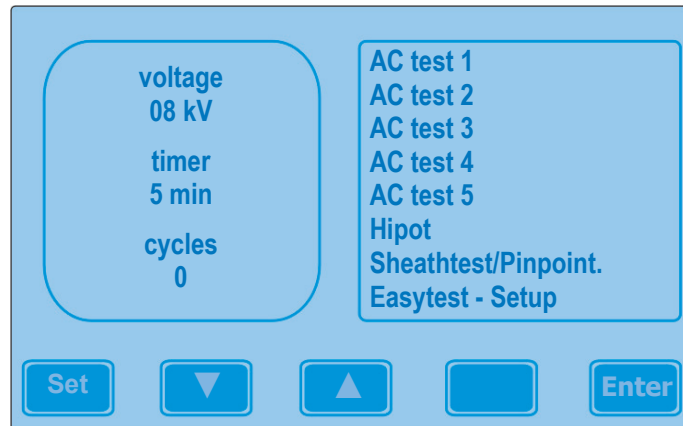 voltage
08 kV
timer
5 min
cycles
0
AC test 1
AC test 2
AC test 3
AC test 4
AC test 5
Hipot
Sheathtest/Pinpoint.
Easytest - Setup
Set
Enter